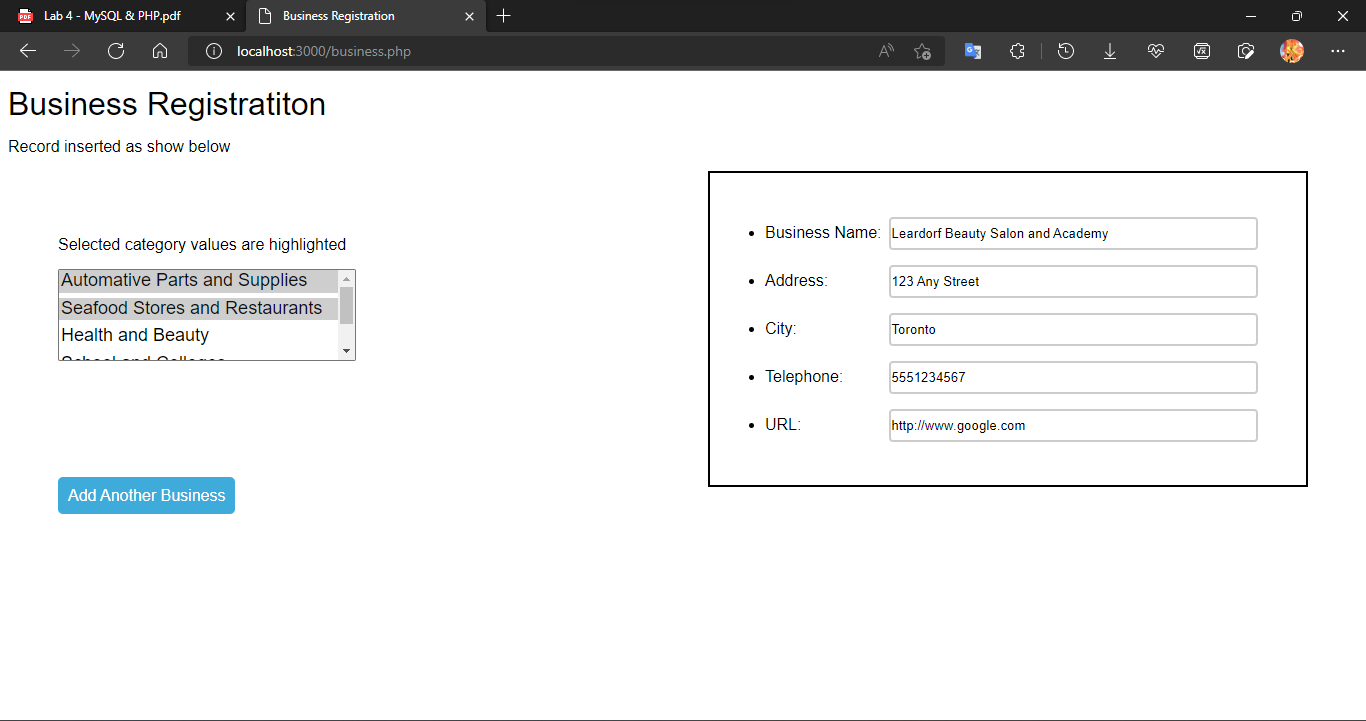 Lab 4 - MySQL & PHP.pdf
Business Registration
localhost:3000/business.php
Business Registratiton
Record inserted as show below
Selected category values are highlighted
Automative Parts and Supplies
Seafood Stores and Restaurants
Health and Beauty
School and Colleges
Add Another Business
Business Name: Leardorf Beauty Salon and Academy
Address: 123 Any Street
City: Toronto
Telephone: 5551234567
URL: http://www.google.com